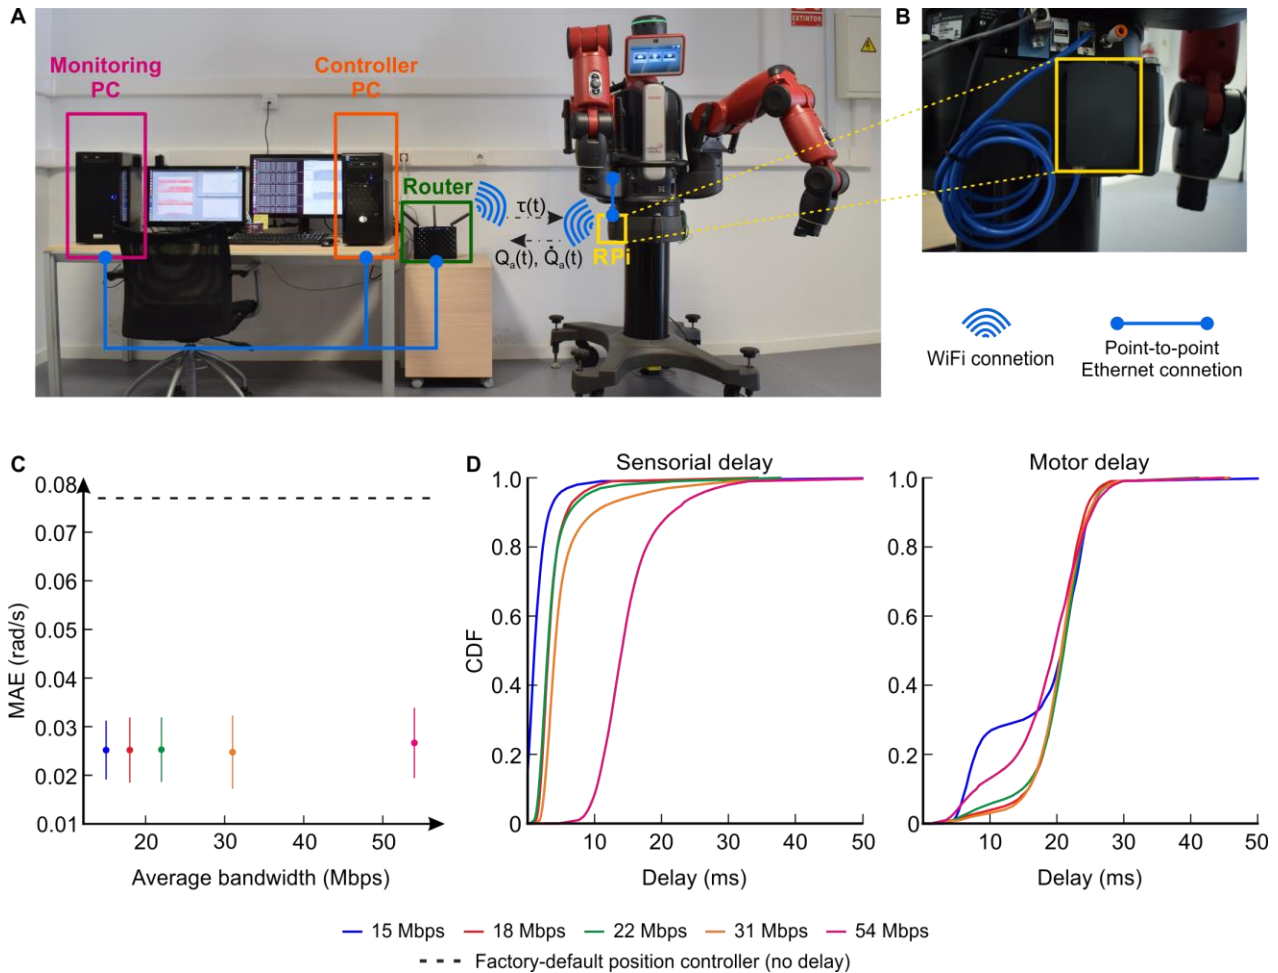 A
B
EXTINTOR
Monitoring
PC
Controller
PC
Router
τ(t)
Qa(t), Q̇a(t)
RPi
WiFi connetion
Point-to-point
Ethernet connetion
C
0.08
0.07
0.06
0.05
0.04
0.03
0.02
0.01
MAE (rad/s)
20
30
40
50
Average bandwidth (Mbps)
D
Sensorial delay
1.0
0.8
0.6
0.4
0.2
0
CDF
10
20
30
40
50
Delay (ms)
Motor delay
1.0
0.8
0.6
0.4
0.2
0
10
20
30
40
50
Delay (ms)
15 Mbps
18 Mbps
22 Mbps
31 Mbps
54 Mbps
Factory-default position controller (no delay)